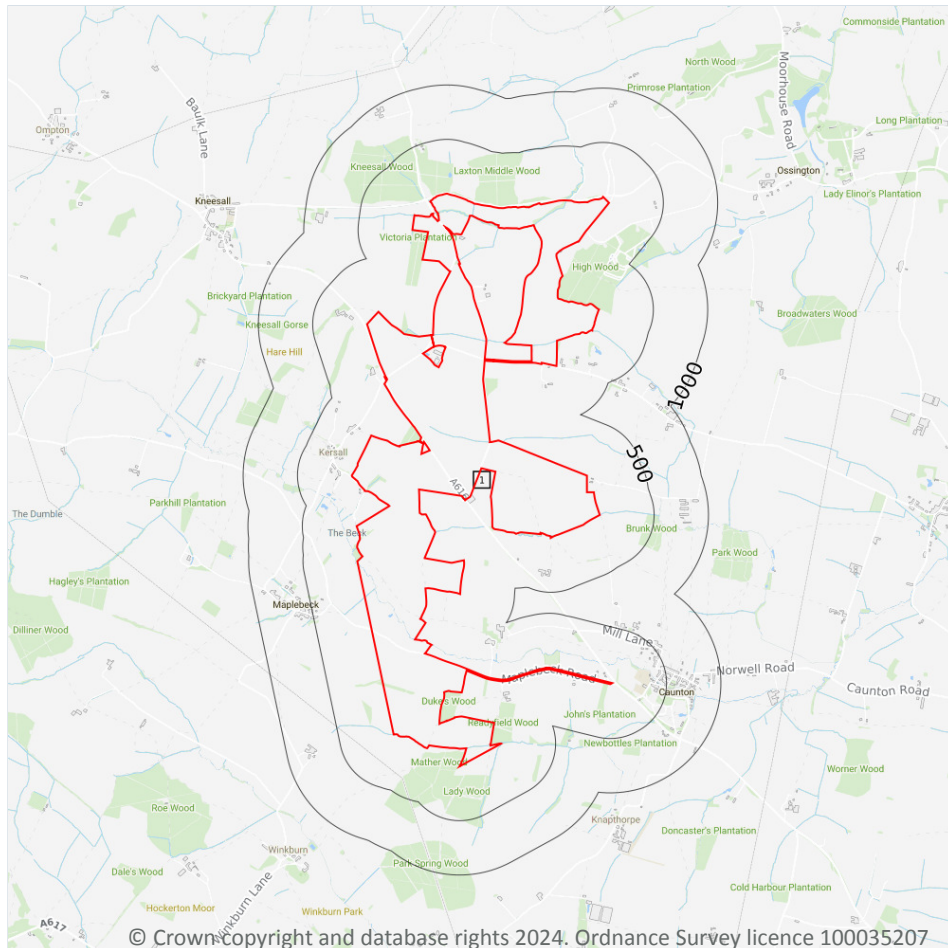 Commonside Plantation
North Wood
Moorhouse Road
Primrose Plantation
Baulk Lane
Long Plantation
Ompton
Kneesall Wood
Laxton Middle Wood
Ossington
Lady Elinor's Plantation
Kneesall
Victoria Plantation
High Wood
Brickyard Plantation
Broadwaters Wood
Kneesall Gorse
Hare Hill
1000
Kersall
500
1
A616
Parkhill Plantation
The Dumble
The Beck
Brunk Wood
Park Wood
Hagley's Plantation
Maplebeck
Dilliner Wood
Mill Lane
Norwell Road
Maplebeck Road
Caunton
Caunton Road
Duke's Wood
John's Plantation
Readyfield Wood
Newbottles Plantation
Mather Wood
Worner Wood
Lady Wood
Roe Wood
Knapthorpe
Doncaster's Plantation
Winkburn
Park Spring Wood
Dale's Wood
Cold Harbour Plantation
Hockerton Moor
Winkburn Park
Winkburn Lane
A617
© Crown copyright and database rights 2024. Ordnance Survey licence 100035207